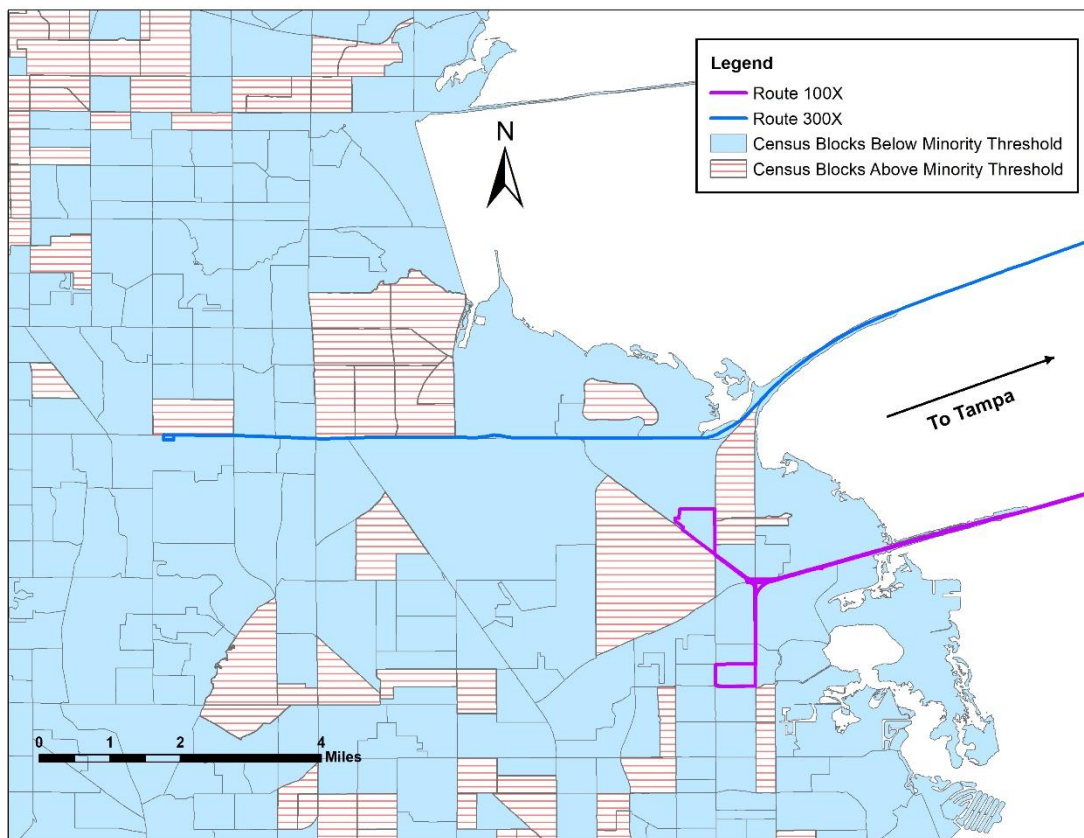 Legend
Route 100X
Route 300X
Census Blocks Below Minority Threshold
Census Blocks Above Minority Threshold
N
To Tampa
0 1 2 4
Miles